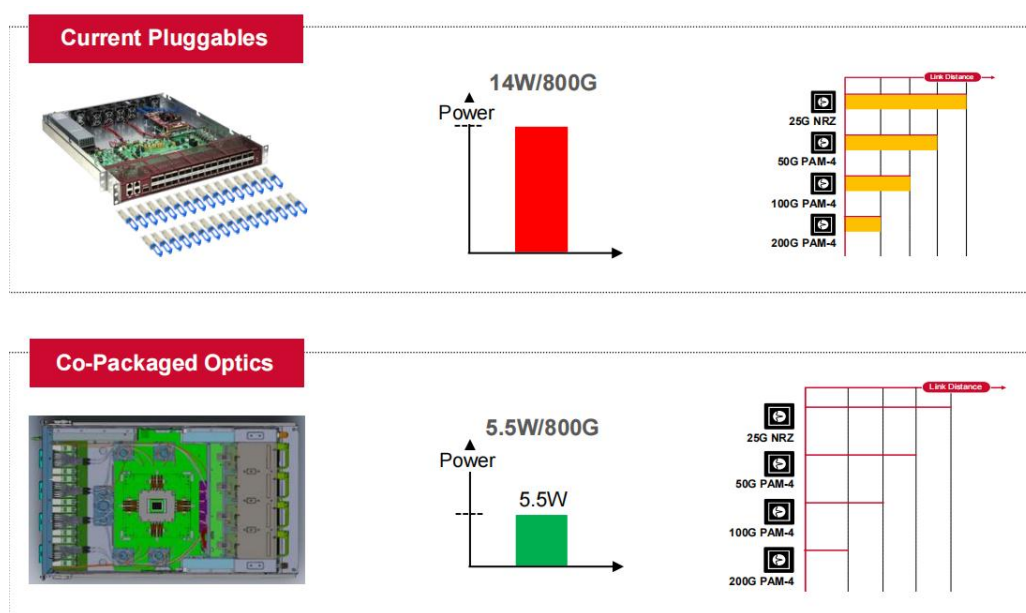 Current Pluggables
14W/800G
Power
Link Distance
25G NRZ
50G PAM-4
100G PAM-4
200G PAM-4
Co-Packaged Optics
5.5W/800G
Power
5.5W
Link Distance
25G NRZ
50G PAM-4
100G PAM-4
200G PAM-4